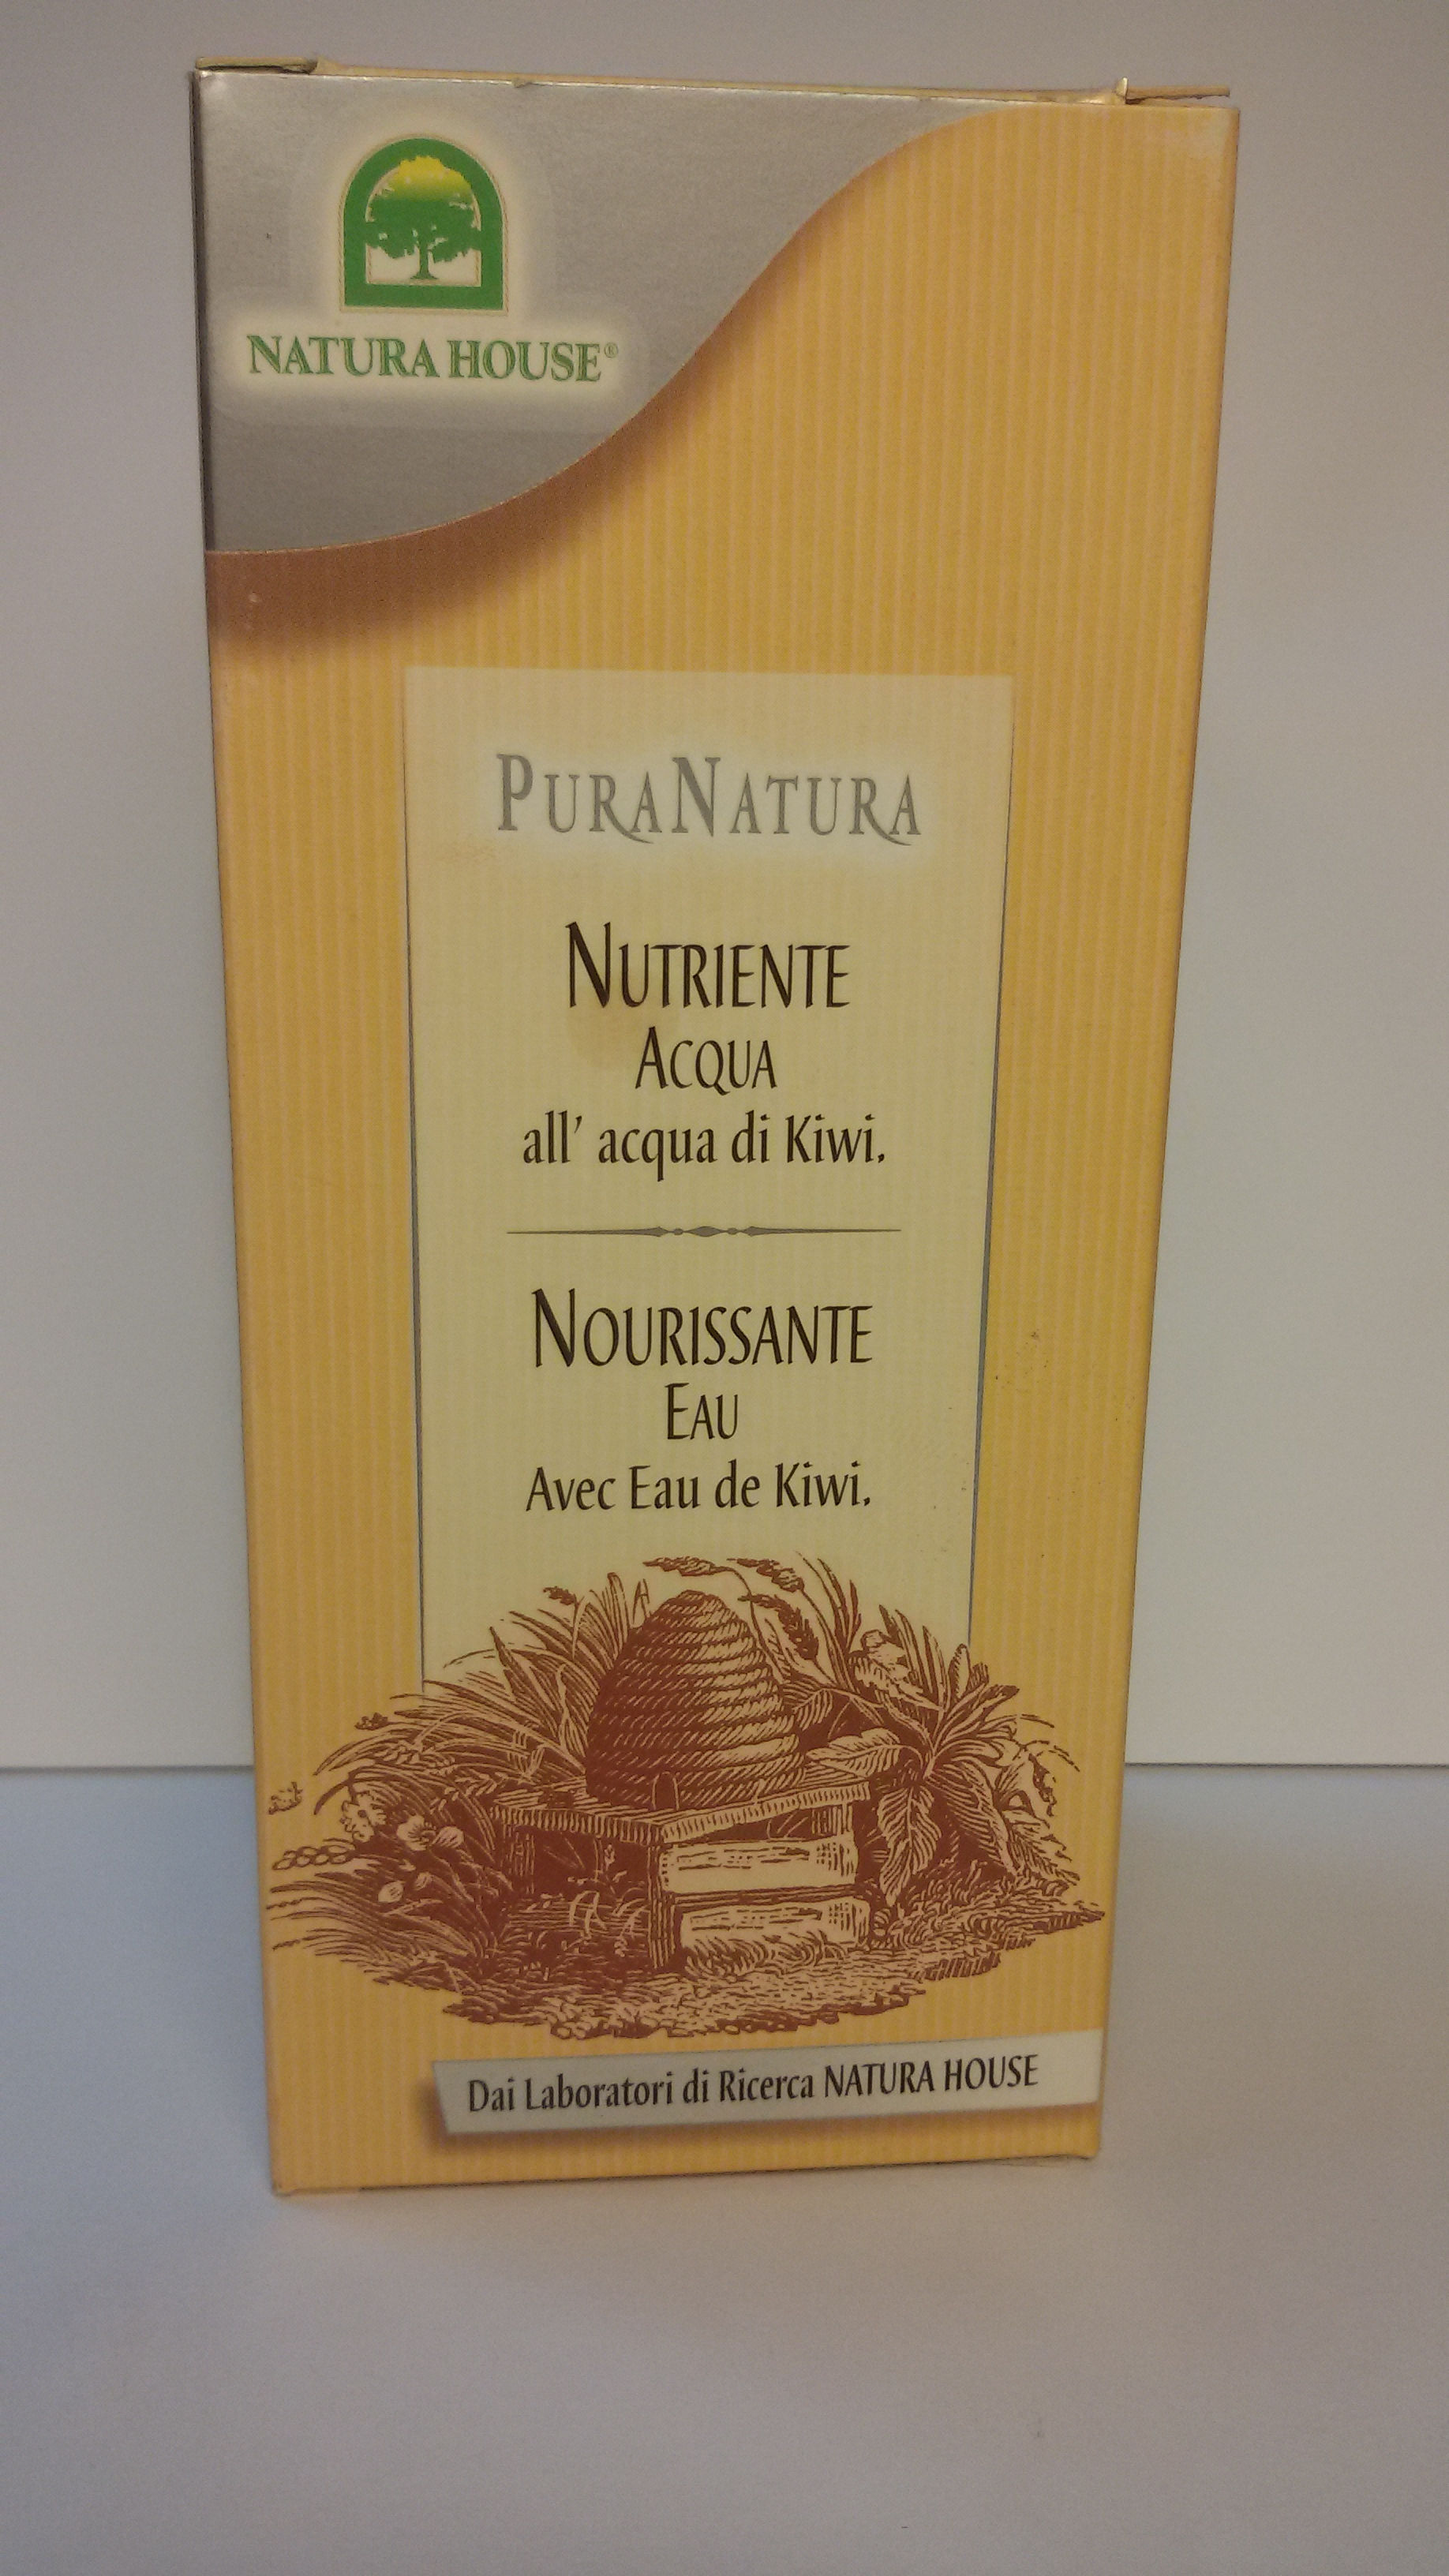 NATURA HOUSE®
PURANATURA
NUTRIENTE
ACQUA
all' acqua di Kiwi.
NOURISSANTE
EAU
Avec Eau de Kiwi.
Dai Laboratori di Ricerca NATURA HOUSE